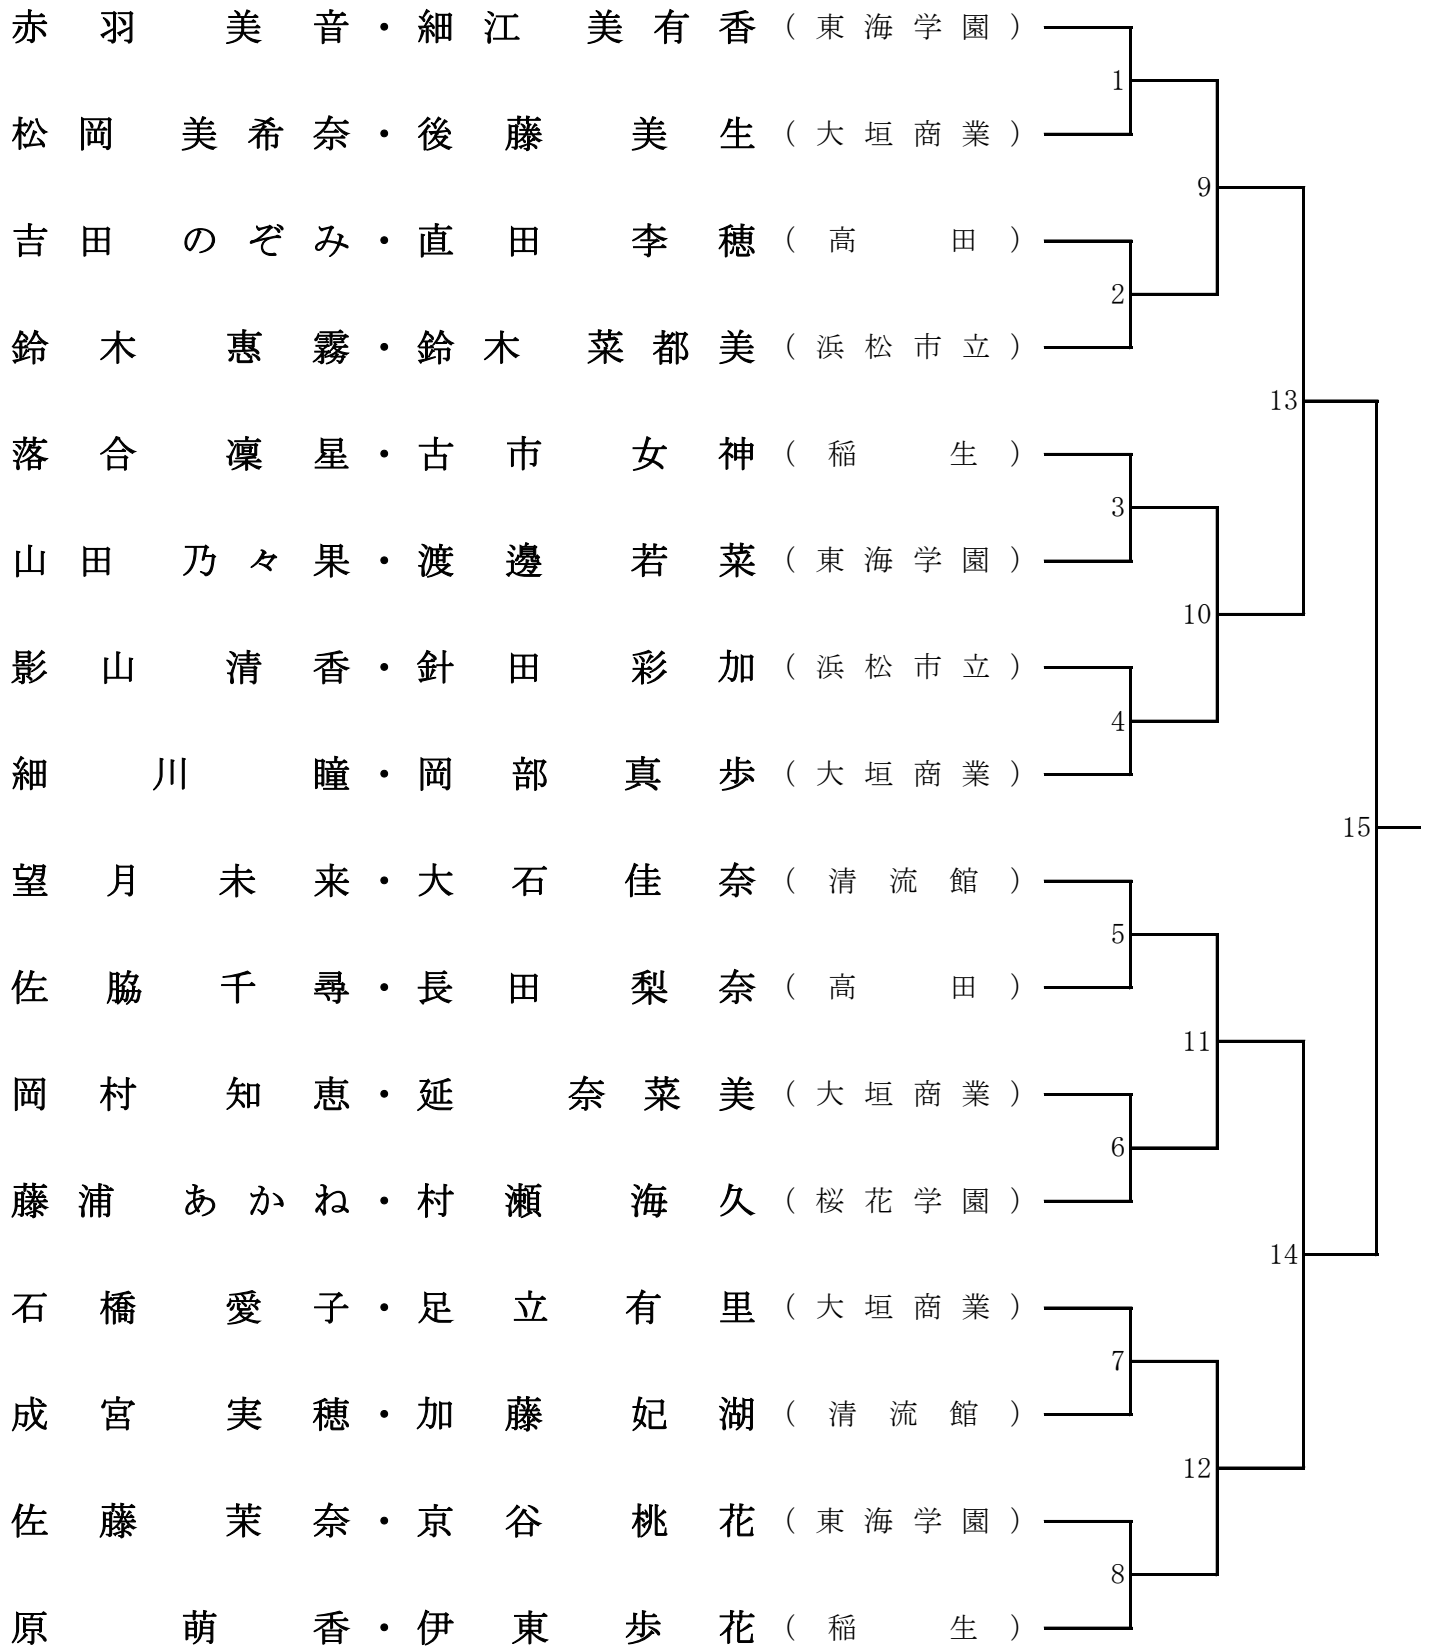 赤羽 美音・細江 美有香 （東海学園）
1
松岡 美希奈・後藤 美生 （大垣商業）
9
吉田 のぞみ・直田 李穂 （高田）
2
鈴木 惠霧・鈴木 菜都美 （浜松市立）
13
落合 凜星・古市 女神 （稲生）
3
山田 乃々果・渡邊 若菜 （東海学園）
10
影山 清香・針田 彩加 （浜松市立）
4
細川 瞳・岡部 真歩 （大垣商業）
15
望月 未来・大石 佳奈 （清流館）
5
佐脇 千尋・長田 梨奈 （高田）
11
岡村 知恵・延 奈菜美 （大垣商業）
6
藤浦 あかね・村瀬 海久 （桜花学園）
14
石橋 愛子・足立 有里 （大垣商業）
7
成宮 実穂・加藤 妃湖 （清流館）
12
佐藤 茉奈・京谷 桃花 （東海学園）
8
原 萌香・伊東 歩花 （稲生）